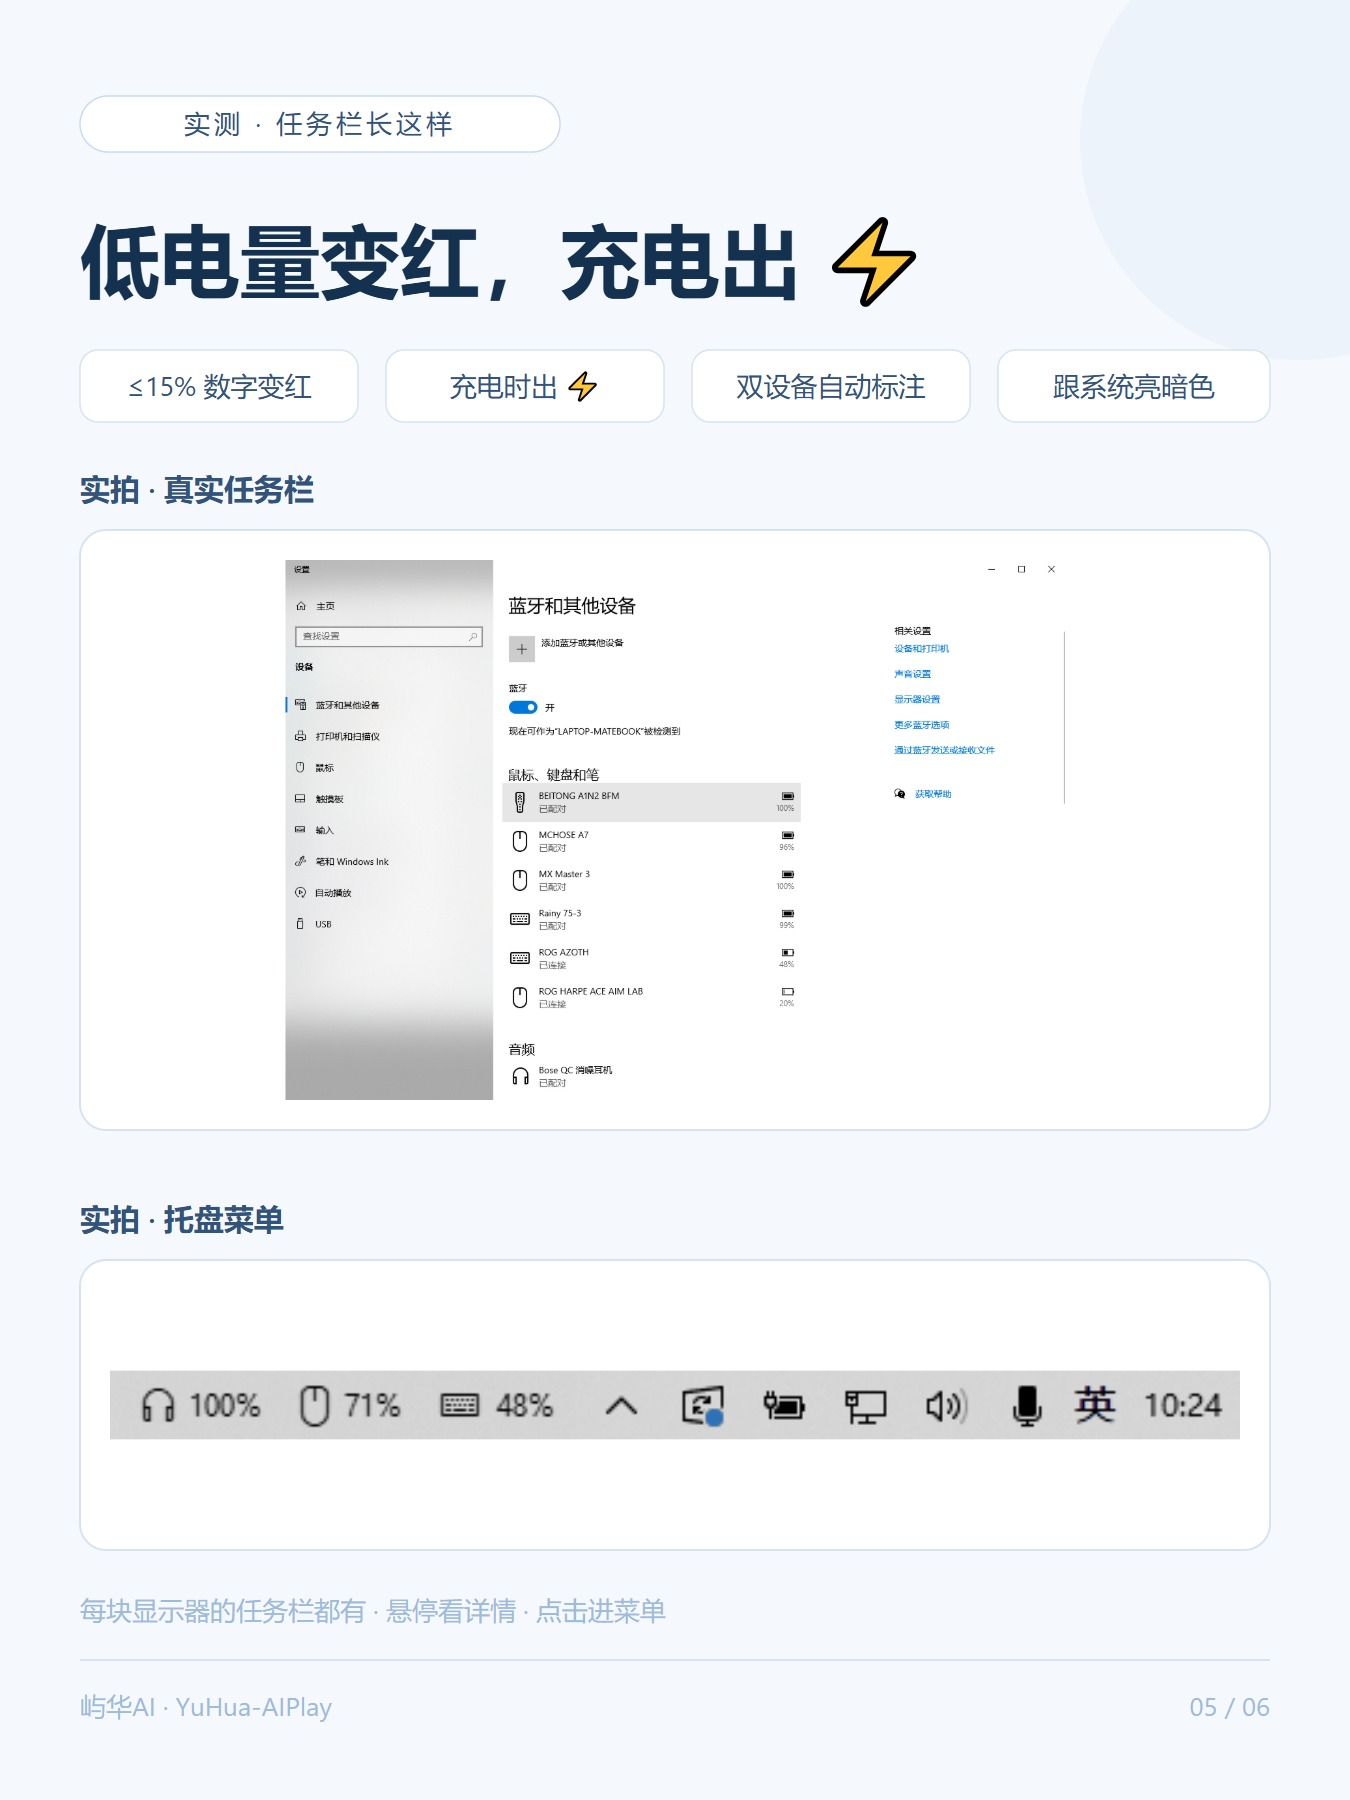 实测 · 任务栏长这样
低电量变红，充电出 ⚡
≤15% 数字变红
充电时出 ⚡
双设备自动标注
跟系统亮暗色
实拍 · 真实任务栏
设置
主页
查找设置
设备
蓝牙和其他设备
打印机和扫描仪
鼠标
触摸板
输入
笔和 Windows Ink
自动播放
USB
蓝牙和其他设备
添加蓝牙或其他设备
蓝牙
开
现在可作为"LAPTOP-MATEBOOK"被检测到
鼠标、键盘和笔
BEITONG A1N2 BFM
已配对
100%
MCHOSE A7
已配对
96%
MX Master 3
已配对
100%
Rainy 75-3
已配对
99%
ROG AZOTH
已连接
48%
ROG HARPE ACE AIM LAB
已连接
20%
音频
Bose QC 消噪耳机
已配对
相关设置
设备和打印机
声音设置
显示器设置
更多蓝牙选项
通过蓝牙发送或接收文件
获取帮助
实拍 · 托盘菜单
100% 71% 48% 英 10:24
每块显示器的任务栏都有 · 悬停看详情 · 点击进菜单
屿华AI · YuHua-AIPlay
05 / 06